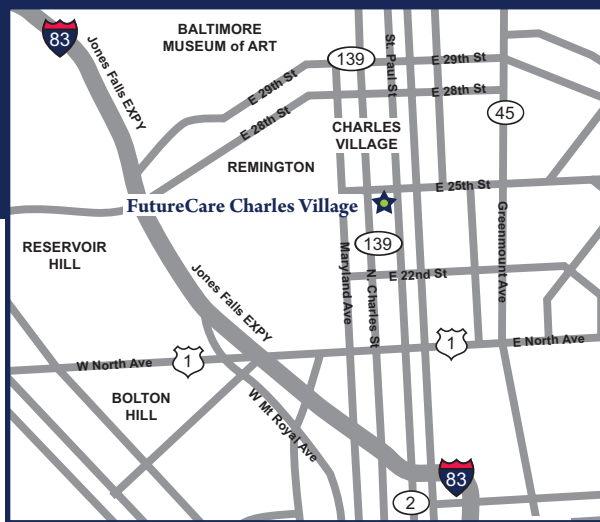 83
Jones Falls EXPY
BALTIMORE
MUSEUM of ART
139
St. Paul St
E 29th St
E 29th St
E 28th St
E 28th St
45
CHARLES
VILLAGE
REMINGTON
E 25th St
FutureCare Charles Village
RESERVOIR
HILL
139
Greenmount Ave
Maryland Ave
N. Charles St
E 22nd St
Jones Falls EXPY
W North Ave
1
1
E North Ave
BOLTON
HILL
W Mt Royal Ave
83
2